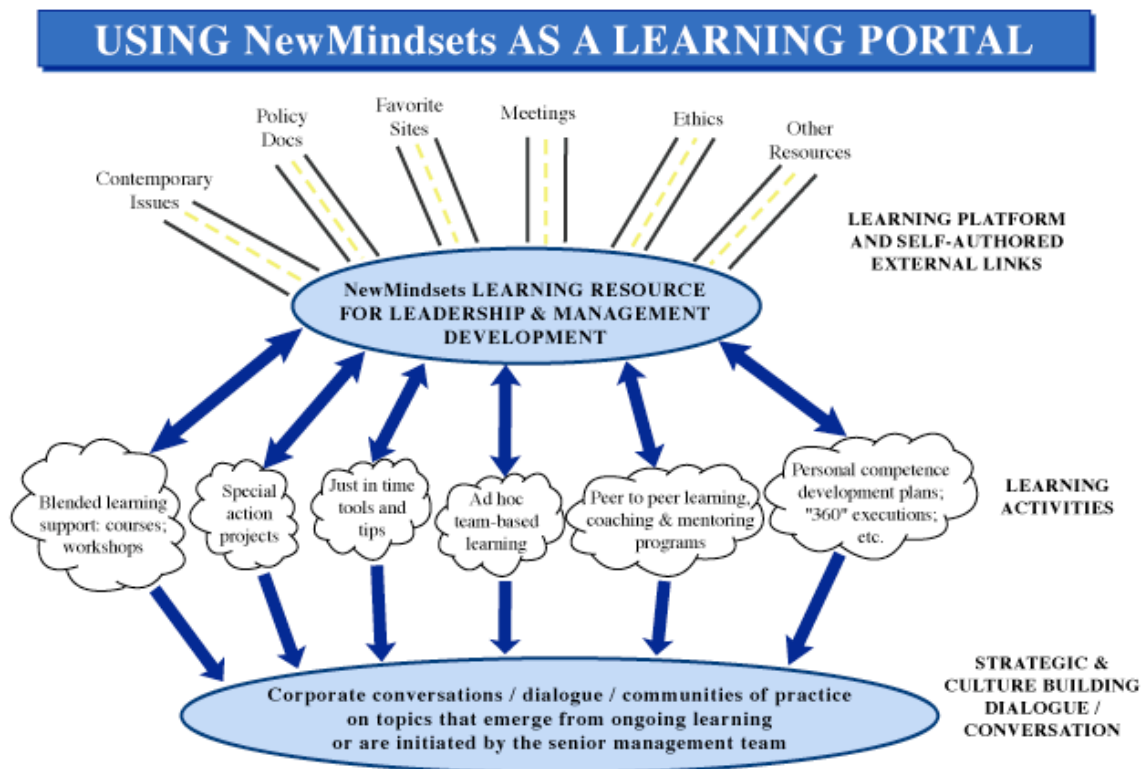 USING NewMindsets AS A LEARNING PORTAL
Contemporary
Issues
Policy
Docs
Favorite
Sites
Meetings
Ethics
Other
Resources
LEARNING PLATFORM
AND SELF-AUTHORED
EXTERNAL LINKS
NewMindsets LEARNING RESOURCE
FOR LEADERSHIP & MANAGEMENT
DEVELOPMENT
Blended learning
support: courses;
workshops
Special
action
projects
Just in time
tools and
tips
Ad hoc
team-based
learning
Peer to peer learning,
coaching & mentoring
programs
Personal competence
development plans;
"360" executions;
etc.
LEARNING
ACTIVITIES
Corporate conversations / dialogue / communities of practice
on topics that emerge from ongoing learning
or are initiated by the senior management team
STRATEGIC &
CULTURE BUILDING
DIALOGUE /
CONVERSATION